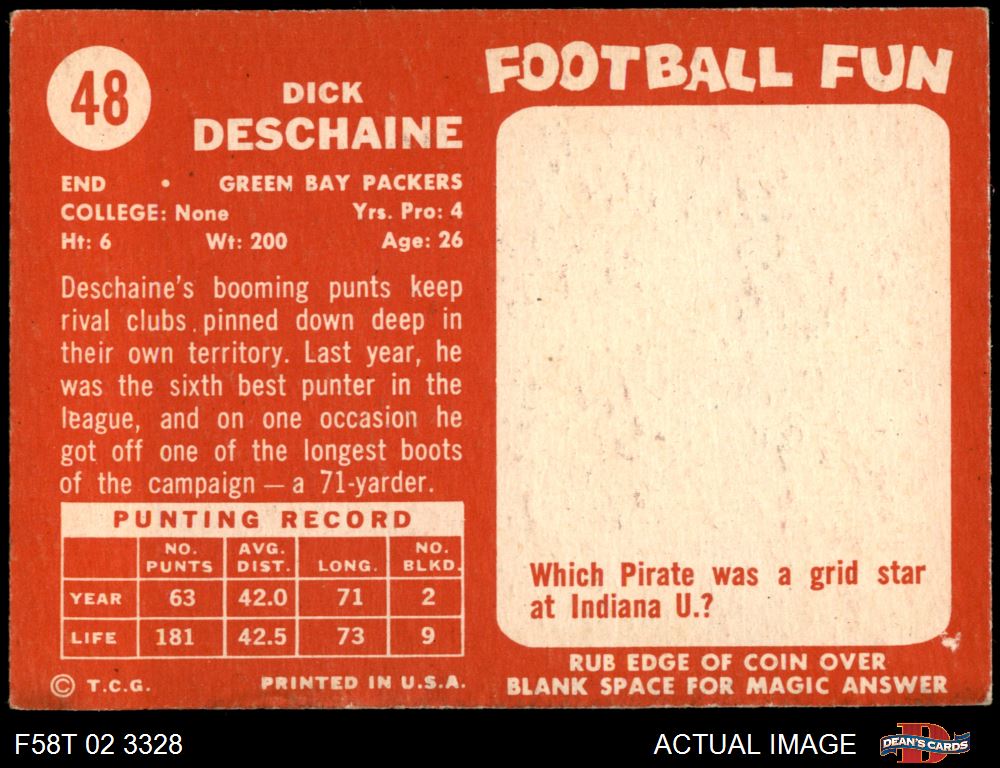 48
DICK
DESCHAINE
END • GREEN BAY PACKERS
COLLEGE: None Yrs. Pro: 4
Ht: 6 Wt: 200 Age: 26
Deschaine's booming punts keep
rival clubs pinned down deep in
their own territory. Last year, he
was the sixth best punter in the
league, and on one occasion he
got off one of the longest boots
of the campaign — a 71-yarder.
PUNTING RECORD
NO. PUNTS AVG. DIST. LONG. NO. BLKD.
YEAR 63 42.0 71 2
LIFE 181 42.5 73 9
© T.C.G. PRINTED IN U.S.A.
FOOTBALL FUN
Which Pirate was a grid star
at Indiana U.?
RUB EDGE OF COIN OVER
BLANK SPACE FOR MAGIC ANSWER
F58T 02 3328
ACTUAL IMAGE
DEAN'S CARDS